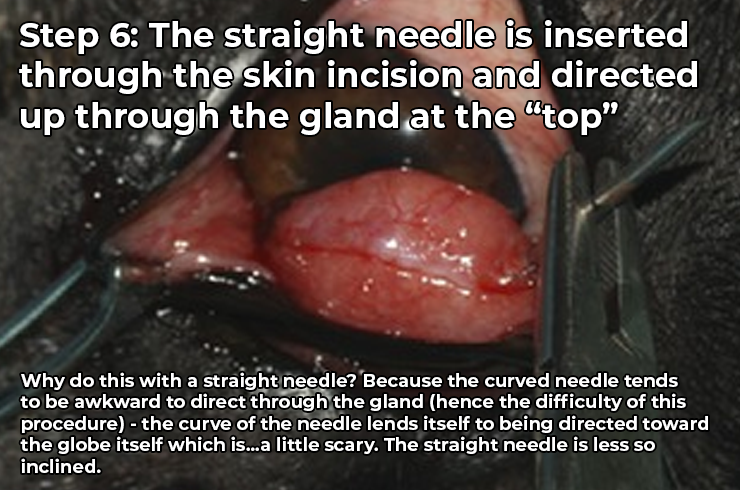 Step 6: The straight needle is inserted
through the skin incision and directed
up through the gland at the “top”
Why do this with a straight needle? Because the curved needle tends
to be awkward to direct through the gland (hence the difficulty of this
procedure) - the curve of the needle lends itself to being directed toward
the globe itself which is...a little scary. The straight needle is less so
inclined.